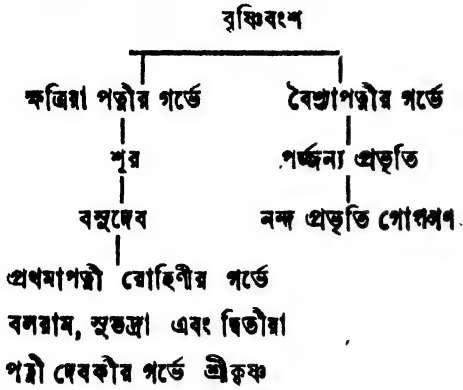 বৃষ্ণিবংশ
ক্ষত্রিয়া পত্নীর গর্ভে
বৈশ্যাপত্নীর গর্ভে
শূর
পর্জ্জন্য প্রভৃতি
বসুদেব
নন্দ প্রভৃতি গোপগণ
প্রথমাপত্নী রোহিণীর গর্ভে
বলরাম, সুভদ্রা এবং দ্বিতীয়া
পত্নী দেবকীর গর্ভে শ্রীকৃষ্ণ